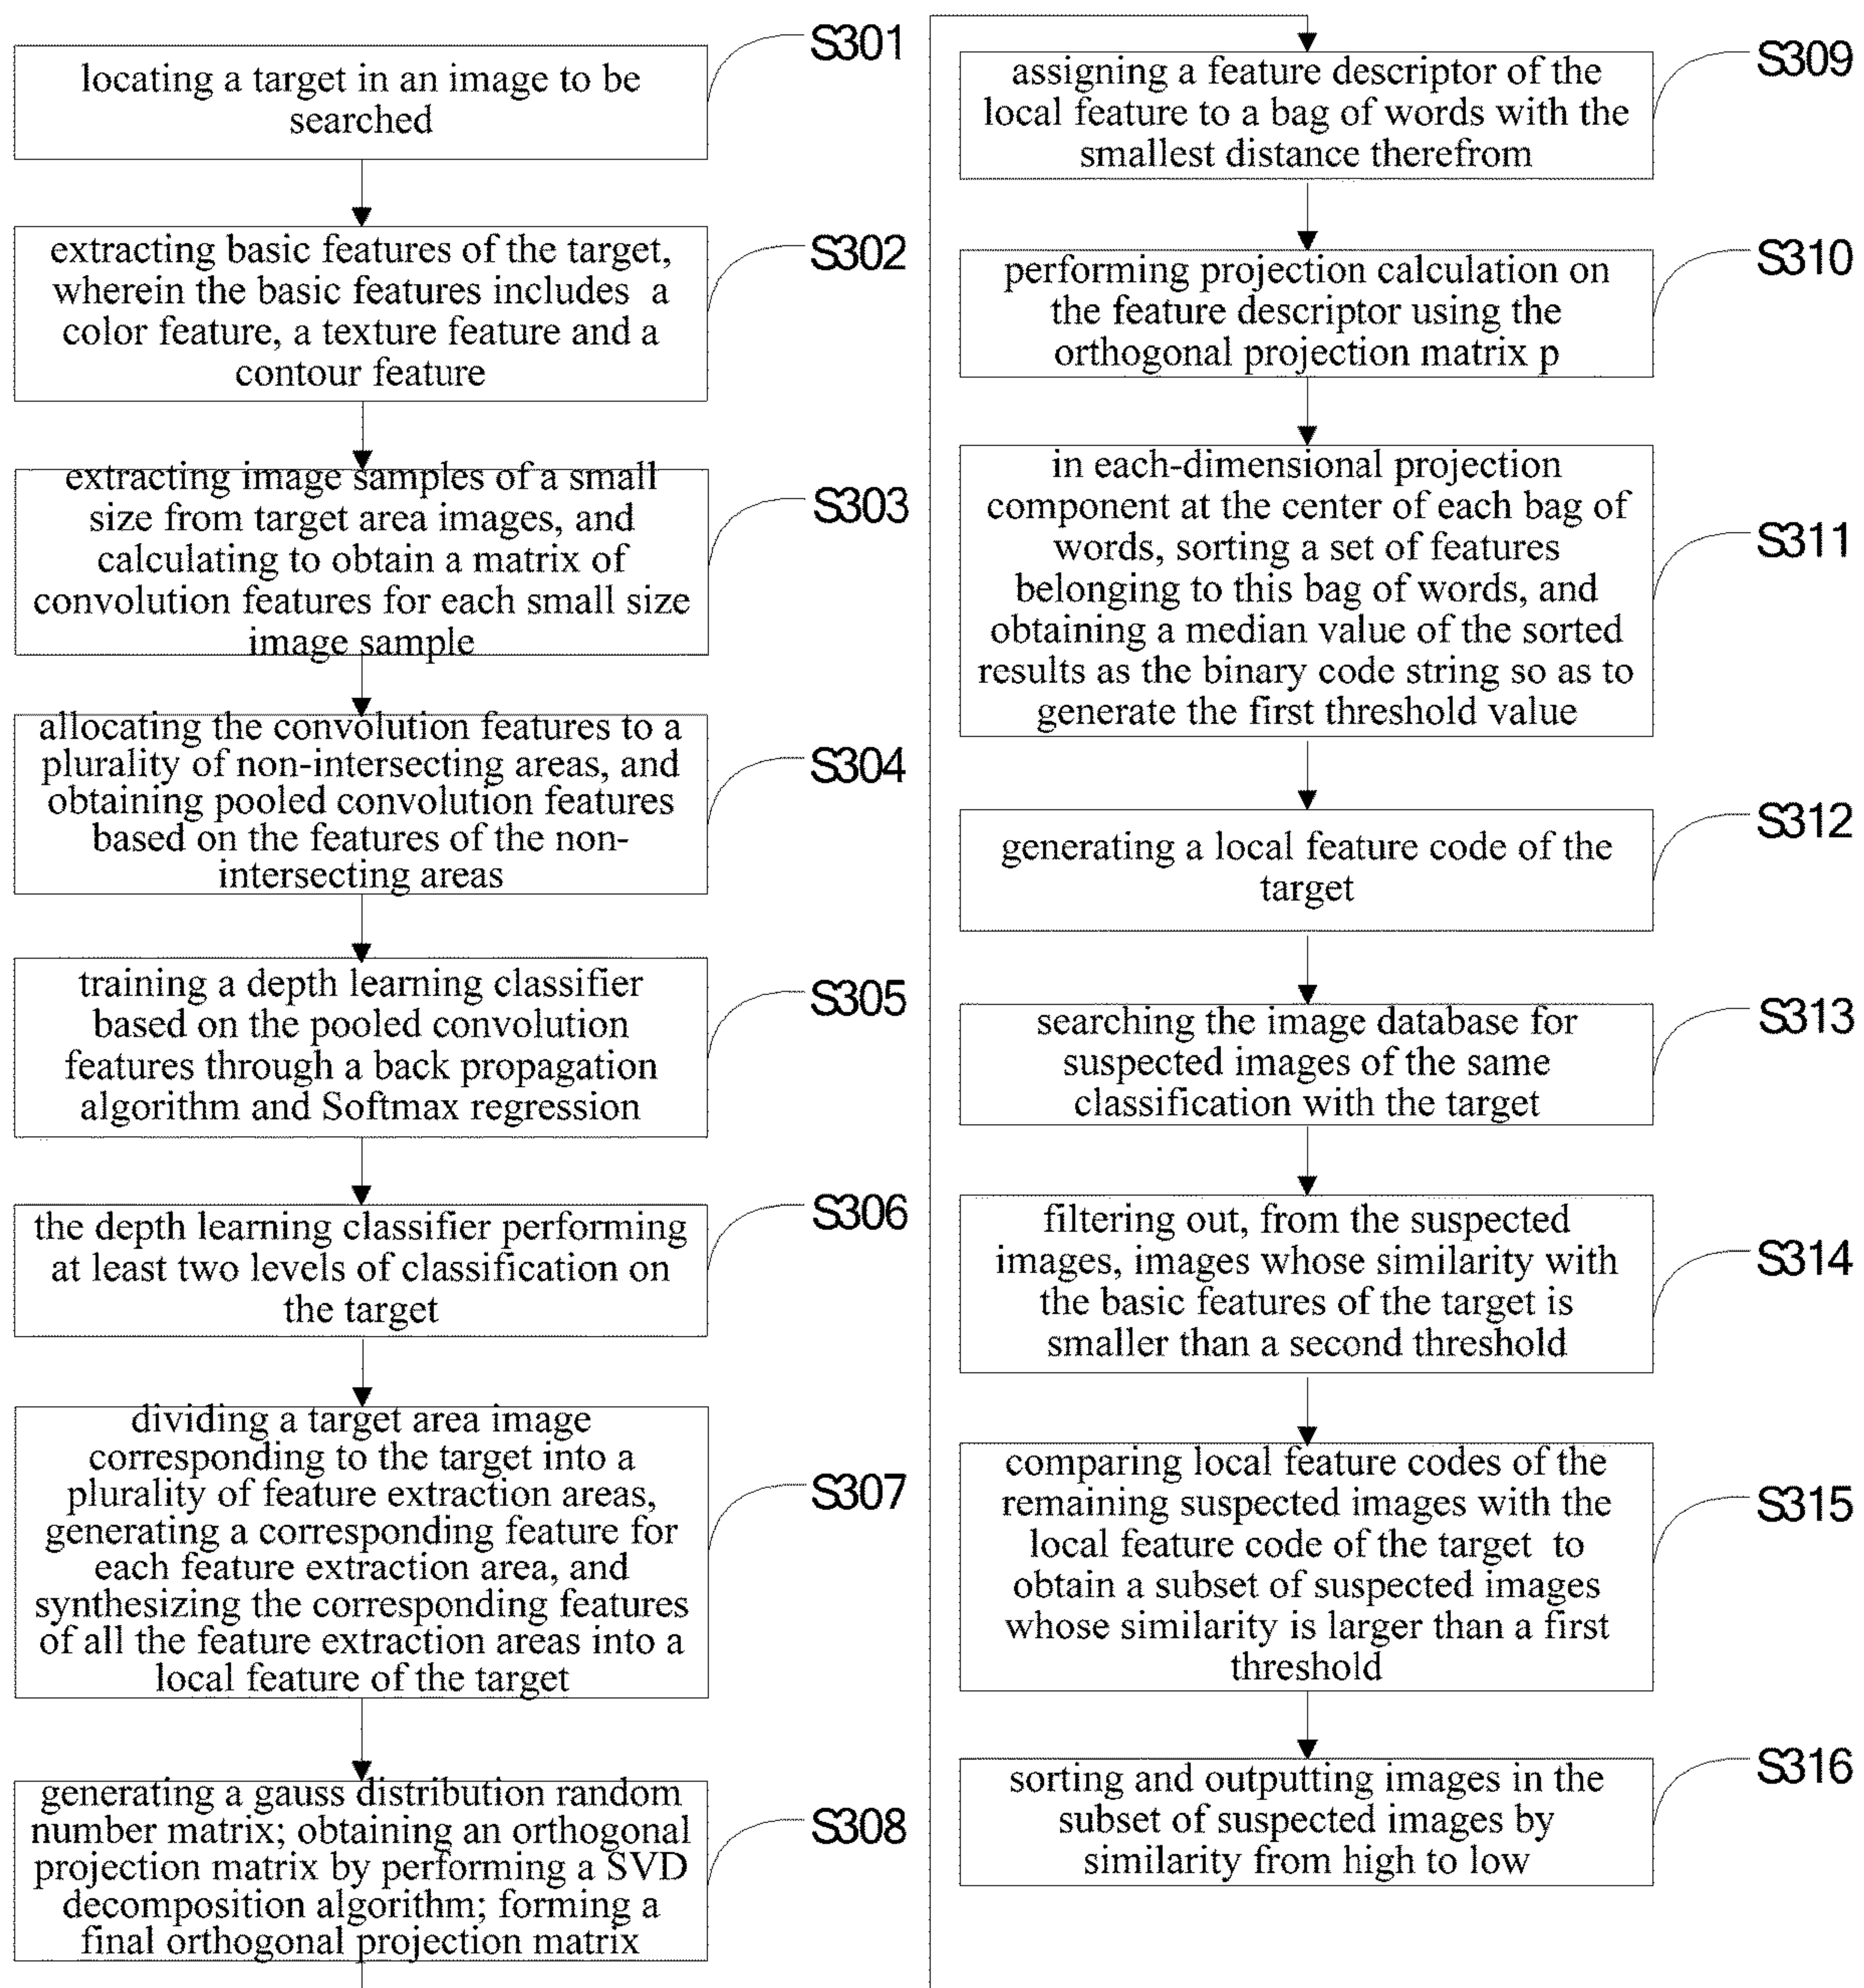 locating a target in an image to be
searched
S301
extracting basic features of the target,
wherein the basic features includes a
color feature, a texture feature and a
contour feature
S302
extracting image samples of a small
size from target area images, and
calculating to obtain a matrix of
convolution features for each small size
image sample
S303
allocating the convolution features to a
plurality of non-intersecting areas, and
obtaining pooled convolution features
based on the features of the non-
intersecting areas
S304
training a depth learning classifier
based on the pooled convolution
features through a back propagation
algorithm and Softmax regression
S305
the depth learning classifier performing
at least two levels of classification on
the target
S306
dividing a target area image
corresponding to the target into a
plurality of feature extraction areas,
generating a corresponding feature for
each feature extraction area, and
synthesizing the corresponding features
of all the feature extraction areas into a
local feature of the target
S307
generating a gauss distribution random
number matrix; obtaining an orthogonal
projection matrix by performing a SVD
decomposition algorithm; forming a
final orthogonal projection matrix
S308
assigning a feature descriptor of the
local feature to a bag of words with the
smallest distance therefrom
S309
performing projection calculation on
the feature descriptor using the
orthogonal projection matrix p
S310
in each-dimensional projection
component at the center of each bag of
words, sorting a set of features
belonging to this bag of words, and
obtaining a median value of the sorted
results as the binary code string so as to
generate the first threshold value
S311
generating a local feature code of the
target
S312
searching the image database for
suspected images of the same
classification with the target
S313
filtering out, from the suspected
images, images whose similarity with
the basic features of the target is
smaller than a second threshold
S314
comparing local feature codes of the
remaining suspected images with the
local feature code of the target to
obtain a subset of suspected images
whose similarity is larger than a first
threshold
S315
sorting and outputting images in the
subset of suspected images by
similarity from high to low
S316